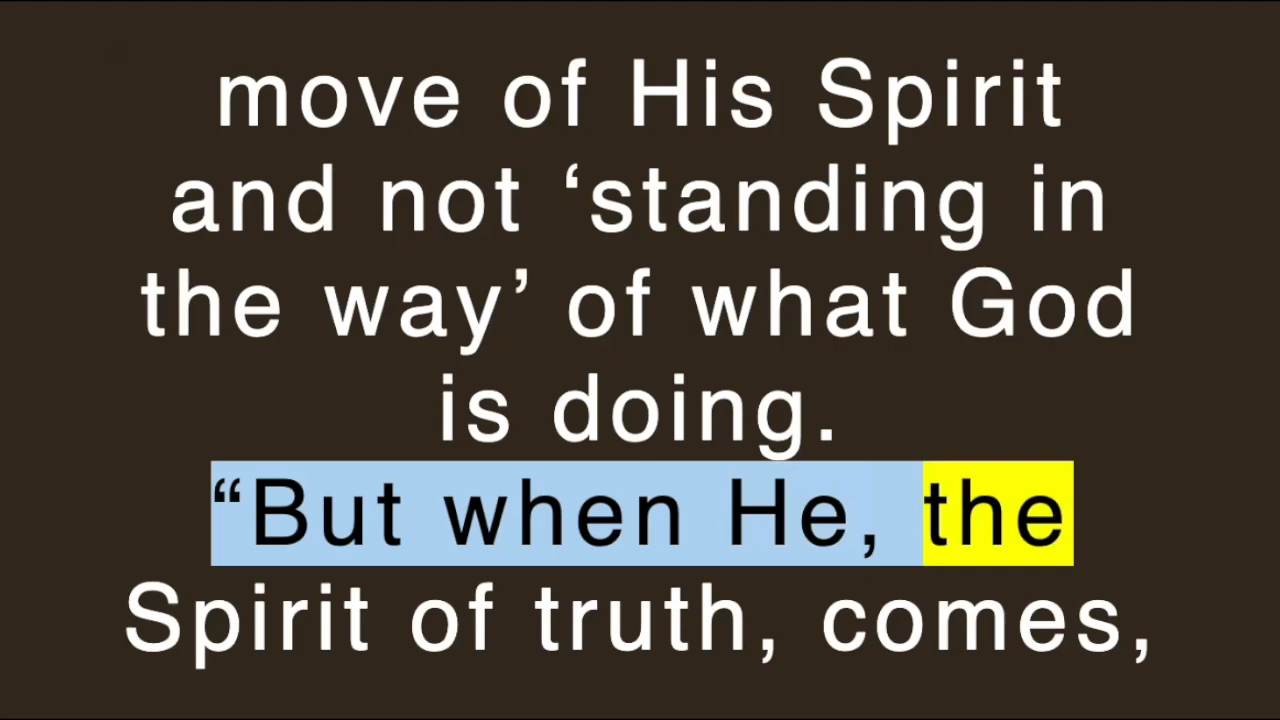 move of His Spirit
and not ‘standing in
the way’ of what God
is doing.
“But when He, the
Spirit of truth, comes,